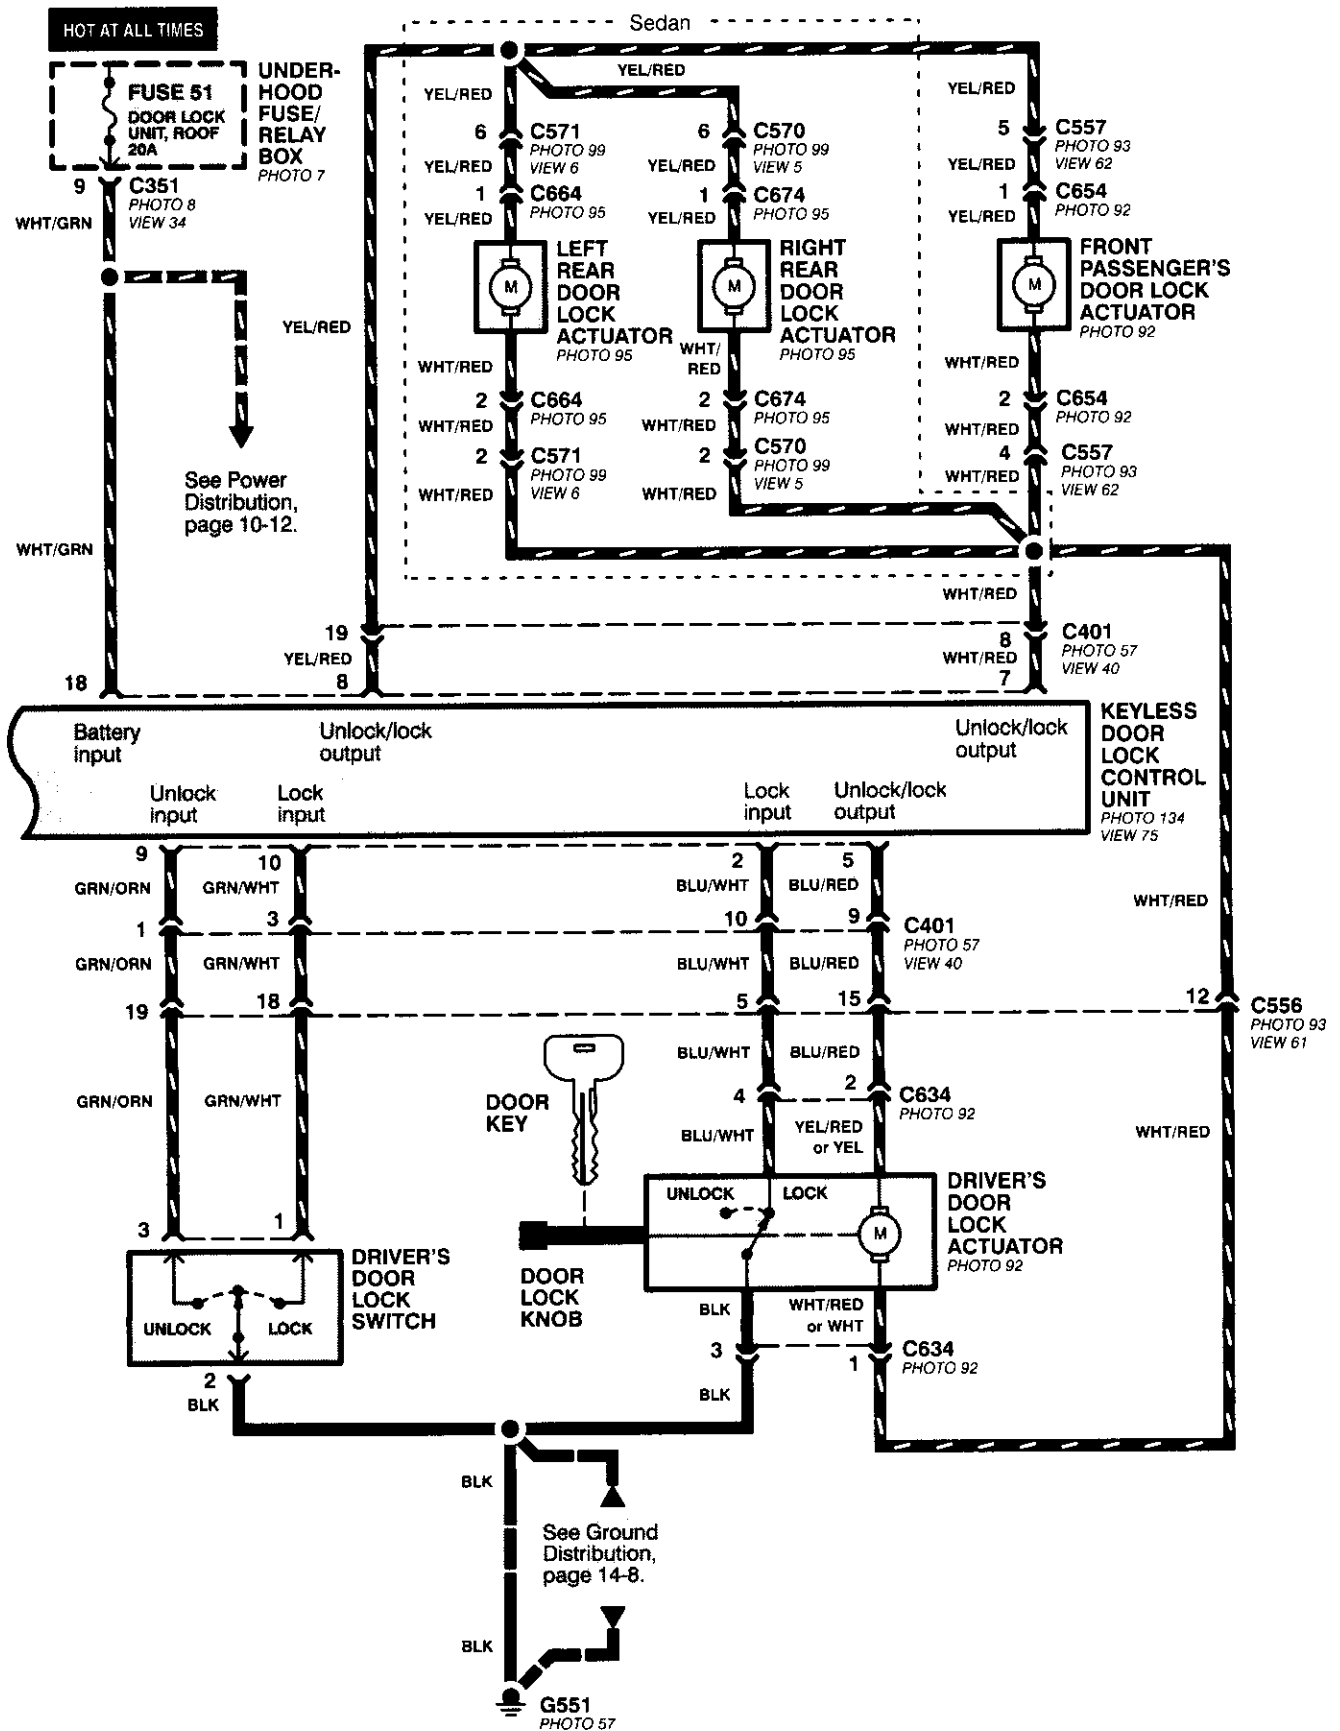 HOT AT ALL TIMES
Sedan
FUSE 51
DOOR LOCK
UNIT, ROOF
20A
UNDER-
HOOD
FUSE/
RELAY
BOX
PHOTO 7
YEL/RED
YEL/RED
YEL/RED
6
C571
PHOTO 99
VIEW 6
6
C570
PHOTO 99
VIEW 5
5
C557
PHOTO 93
VIEW 62
9
C351
PHOTO 8
VIEW 34
WHT/GRN
YEL/RED
YEL/RED
YEL/RED
1
C664
PHOTO 95
1
C674
PHOTO 95
1
C654
PHOTO 92
YEL/RED
YEL/RED
YEL/RED
M
LEFT
REAR
DOOR
LOCK
ACTUATOR
PHOTO 95
M
RIGHT
REAR
DOOR
LOCK
ACTUATOR
PHOTO 95
M
FRONT
PASSENGER'S
DOOR LOCK
ACTUATOR
PHOTO 92
YEL/RED
WHT/RED
WHT/
RED
WHT/RED
2
C664
PHOTO 95
2
C674
PHOTO 95
2
C654
PHOTO 92
WHT/RED
WHT/RED
WHT/RED
2
C571
PHOTO 99
VIEW 6
2
C570
PHOTO 99
VIEW 5
4
C557
PHOTO 93
VIEW 62
WHT/RED
WHT/RED
WHT/RED
See Power
Distribution,
page 10-12.
WHT/GRN
WHT/RED
19
8
C401
PHOTO 57
VIEW 40
YEL/RED
WHT/RED
18
8
7
Battery
input
Unlock/lock
output
Unlock/lock
output
Unlock
input
Lock
input
Lock
input
Unlock/lock
output
KEYLESS
DOOR
LOCK
CONTROL
UNIT
PHOTO 134
VIEW 75
9
10
2
5
GRN/ORN
GRN/WHT
BLU/WHT
BLU/RED
WHT/RED
1
3
10
9
C401
PHOTO 57
VIEW 40
GRN/ORN
GRN/WHT
BLU/WHT
BLU/RED
19
18
5
15
12
C556
PHOTO 93
VIEW 61
BLU/WHT
BLU/RED
GRN/ORN
GRN/WHT
DOOR
KEY
4
2
C634
PHOTO 92
BLU/WHT
YEL/RED
or YEL
WHT/RED
UNLOCK
LOCK
M
DRIVER'S
DOOR
LOCK
ACTUATOR
PHOTO 92
3
1
DOOR
LOCK
KNOB
DRIVER'S
DOOR
LOCK
SWITCH
UNLOCK
LOCK
BLK
WHT/RED
or WHT
3
1
C634
PHOTO 92
2
BLK
BLK
BLK
See Ground
Distribution,
page 14-8.
BLK
G551
PHOTO 57